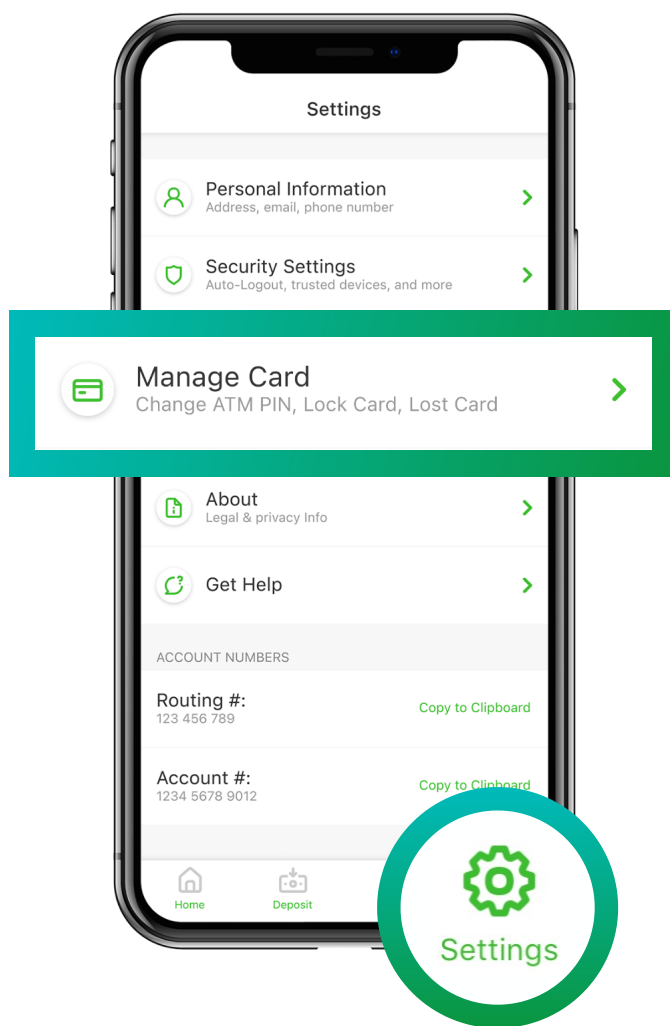 Settings
Personal Information
Address, email, phone number
Security Settings
Auto-Logout, trusted devices, and more
Manage Card
Change ATM PIN, Lock Card, Lost Card
About
Legal & privacy Info
Get Help
ACCOUNT NUMBERS
Routing #:
123 456 789
Copy to Clipboard
Account #:
1234 5678 9012
Copy to Clipboard
Home
Deposit
Settings